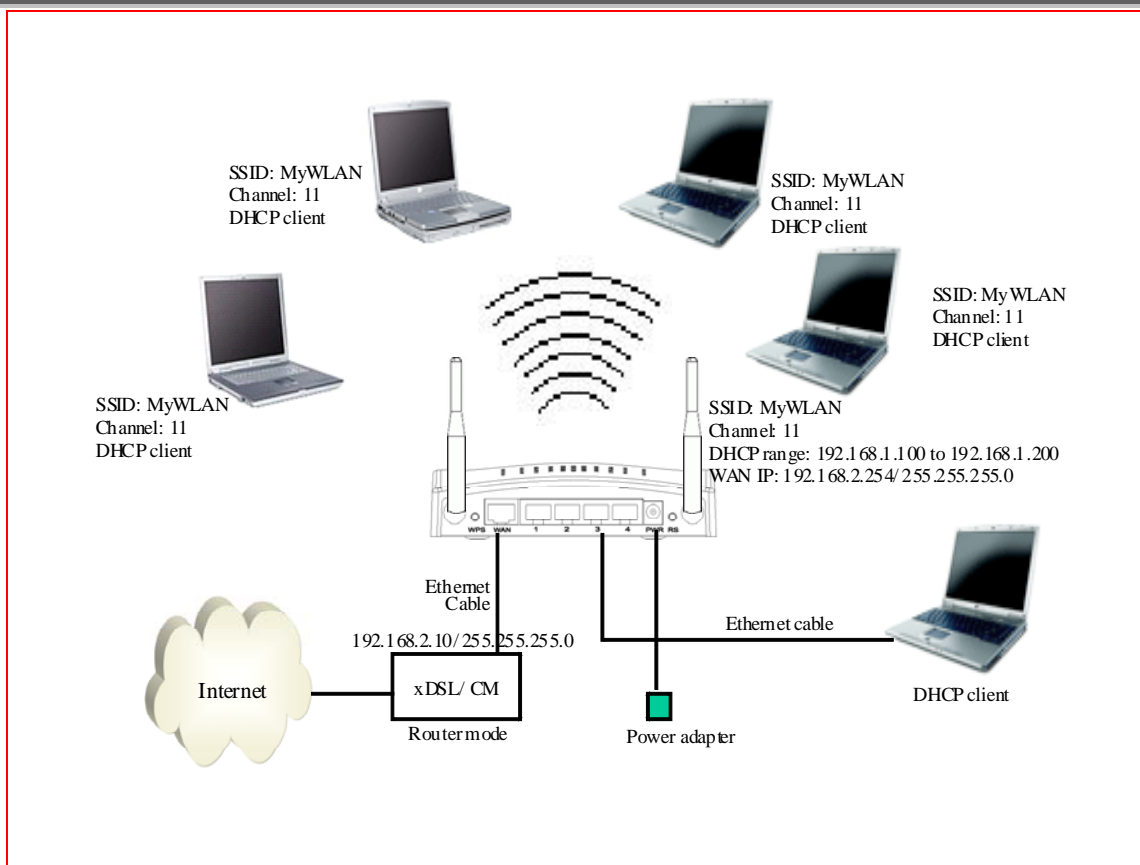 SSID: MyWLAN
Channel: 11
DHCP client
SSID: MyWLAN
Channel: 11
DHCP client
SSID: MyWLAN
Channel: 11
DHCP client
SSID: MyWLAN
Channel: 11
DHCP client
SSID: MyWLAN
Channel: 11
DHCP range: 192.168.1.100 to 192.168.1.200
WAN IP: 192.168.2.254/ 255.255.255.0
WPS WAN 1 2 3 4 PWR RS
Ethernet
Cable
Ethernet cable
192.168.2.10/ 255.255.255.0
Internet
xDSL/ CM
DHCP client
Router mode
Power adapter